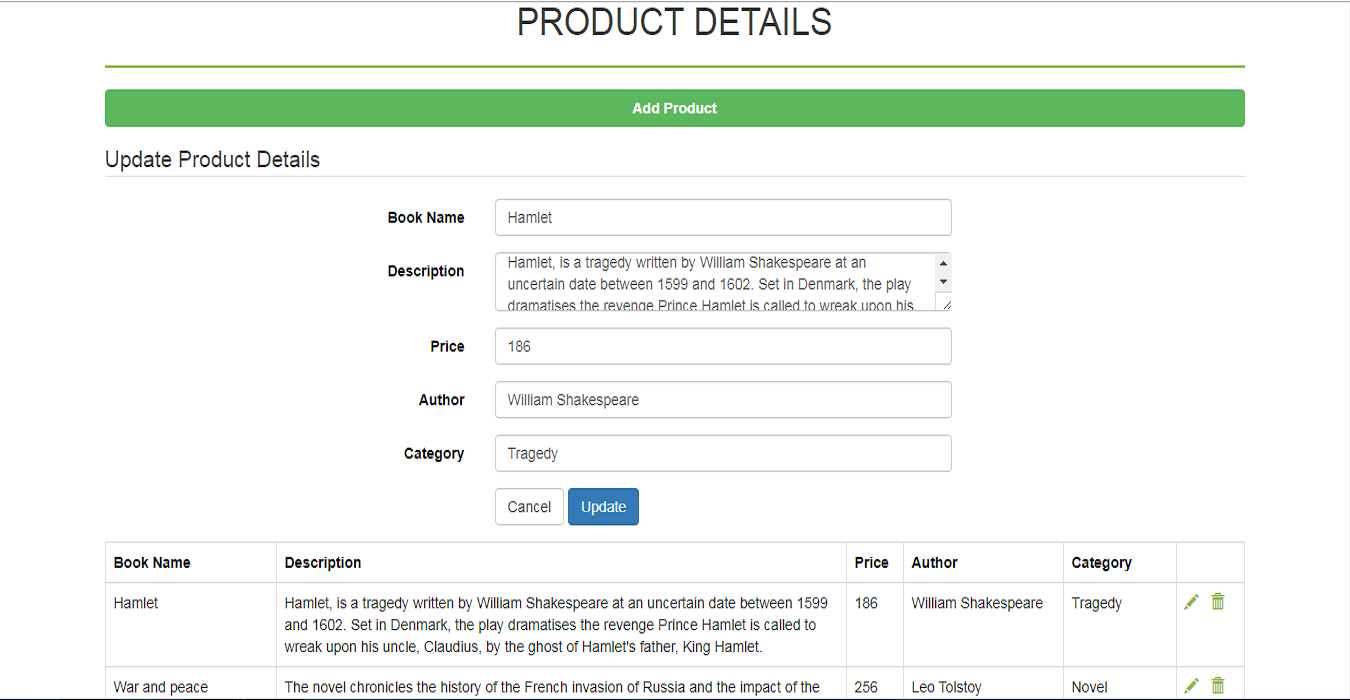 PRODUCT DETAILS
Add Product
Update Product Details
Book Name Hamlet
Description Hamlet, is a tragedy written by William Shakespeare at an
uncertain date between 1599 and 1602. Set in Denmark, the play
dramatises the revenge Prince Hamlet is called to wreak upon his
Price 186
Author William Shakespeare
Category Tragedy
Cancel Update
Book Name Description Price Author Category
Hamlet Hamlet, is a tragedy written by William Shakespeare at an uncertain date between 1599 186 William Shakespeare Tragedy
and 1602. Set in Denmark, the play dramatises the revenge Prince Hamlet is called to
wreak upon his uncle, Claudius, by the ghost of Hamlet's father, King Hamlet.
War and peace The novel chronicles the history of the French invasion of Russia and the impact of the 256 Leo Tolstoy Novel